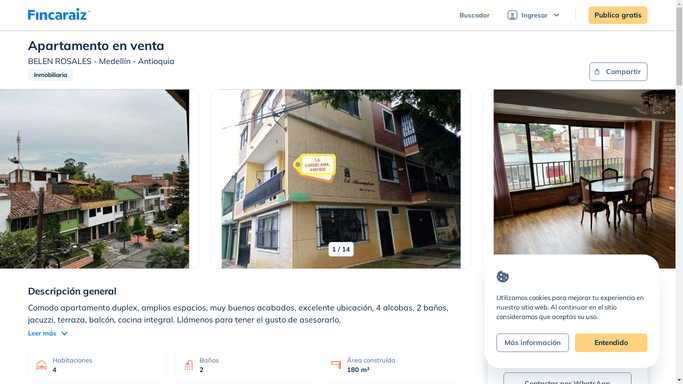 Fincaraiz
Buscador
Ingresar
Publica gratis
Apartamento en venta
BELEN ROSALES - Medellín - Antioquia
Inmobiliaria
Compartir
LA
1 / 14
Descripción general
Comodo apartamento duplex, amplios espacios, muy buenos acabados, excelente ubicación, 4 alcobas, 2 baños,
jacuzzi, terraza, balcón, cocina integral. Llámenos para tener el gusto de asesorarlo.
Leer más
Habitaciones
4
Baños
2
Área construída
180 m²
Utilizamos cookies para mejorar tu experiencia en
nuestro sitio web. Al continuar en el sitio
consideramos que aceptas su uso.
Más información
Entendido
Contactar por WhatsApp